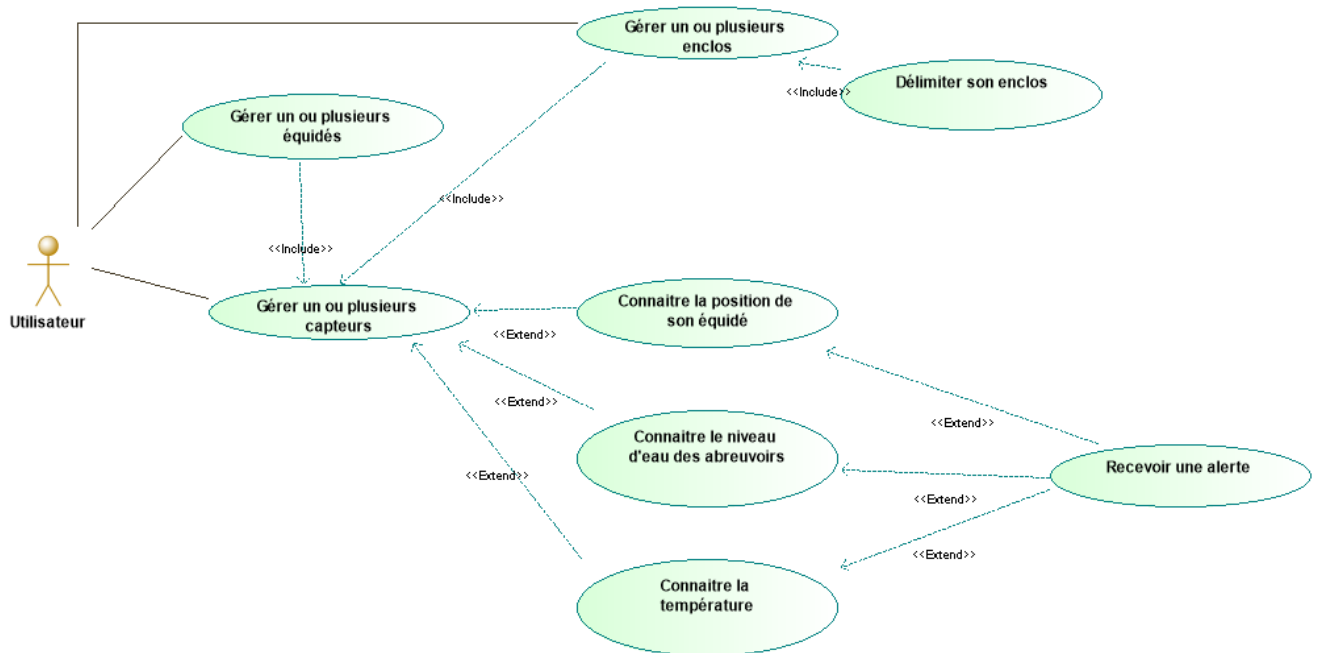 Gérer un ou plusieurs
enclos
Délimiter son enclos
<<Include>>
Gérer un ou plusieurs
équidés
<<Include>>
<<Include>>
Utilisateur
Gérer un ou plusieurs
capteurs
Connaitre la position de
son équidé
<<Extend>>
<<Extend>>
<<Extend>>
Connaitre le niveau
d'eau des abreuvoirs
<<Extend>>
Recevoir une alerte
<<Extend>>
<<Extend>>
Connaitre la
température